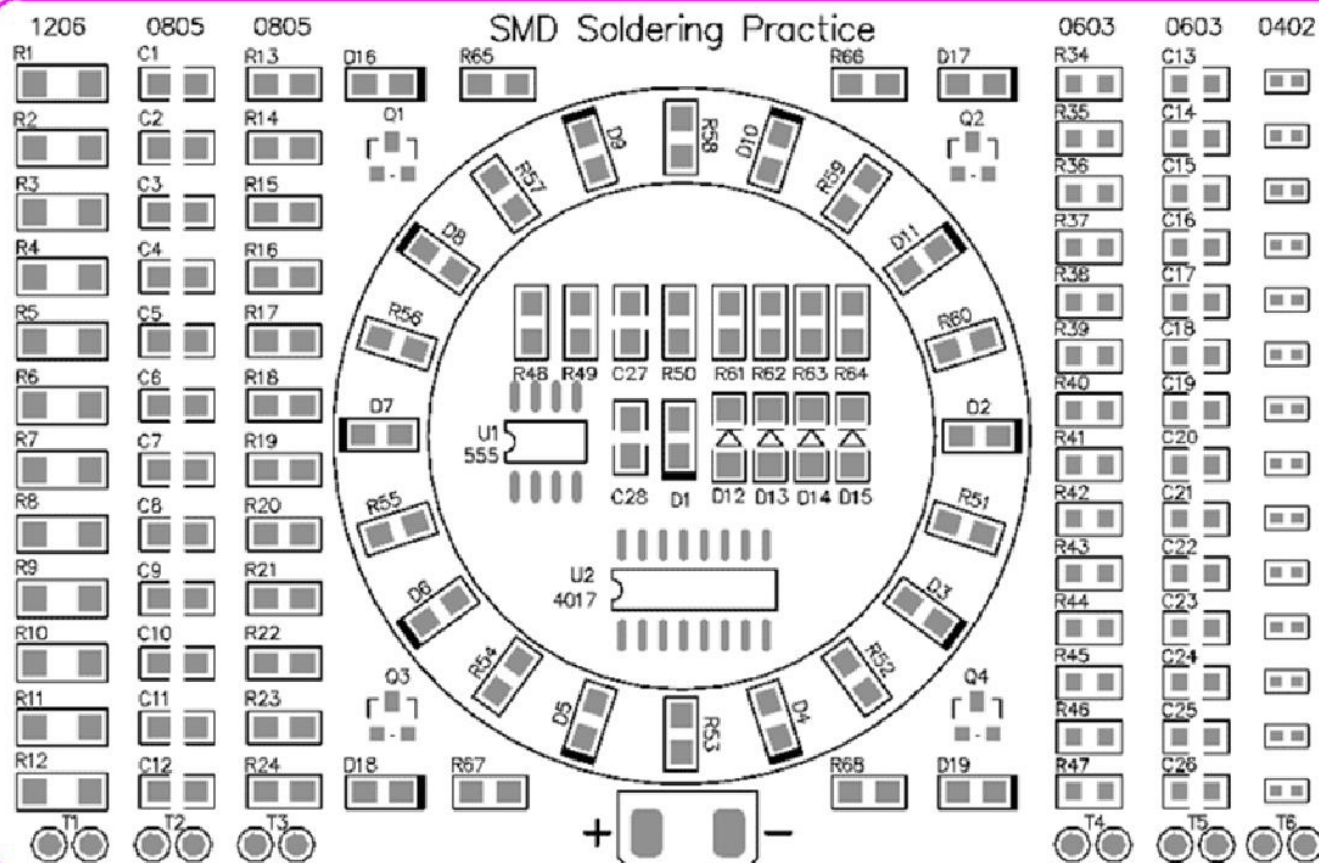 1206 0805 0805 SMD Soldering Practice 0603 0603 0402
R1 C1 R13 D16 R65 R66 D17 R34 C13
R2 C2 R14 Q1 D9 R58 D10 Q2 R35 C14
R3 C3 R15 R57 R59 R36 C15
R4 C4 R16 D8 D11 R37 C16
R38 C17
R5 C5 R17 R56 R60 R39 C18
R6 C6 R18 R48 R49 C27 R50 R61 R62 R63 R64 R40 C19
R7 C7 R19 D7 U1 D2 R41 C20
555
R8 C8 R20 R55 C28 D1 D12 D13 D14 D15 R51 R42 C21
R9 C9 R21 D6 U2 D3 R43 C22
4017
R44 C23
R10 C10 R22 R54 R52 R45 C24
R11 C11 R23 Q3 D5 R53 D4 Q4 R46 C25
R12 C12 R24 D18 R67 R68 D19 R47 C26
T1 T2 T3 + - T4 T5 T6